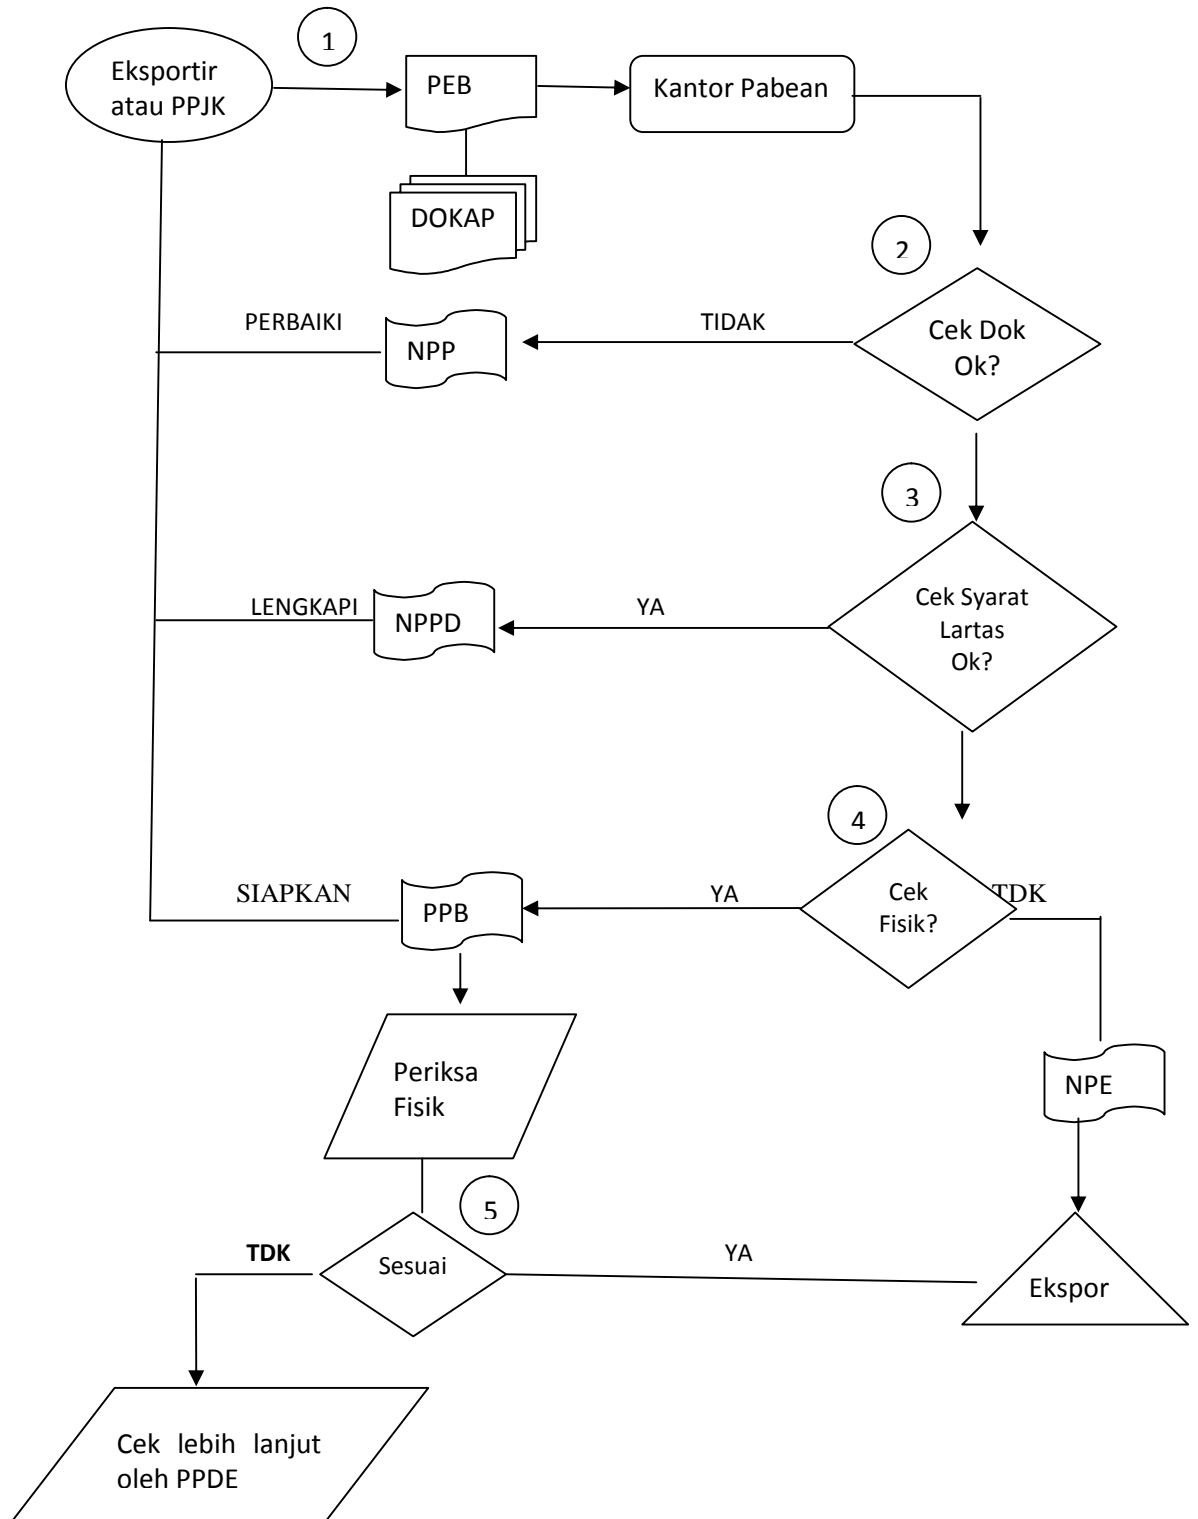 1
Eksportir
atau PPJK
PEB
Kantor Pabean
DOKAP
2
PERBAIKI
NPP
TIDAK
Cek Dok
Ok?
3
LENGKAPI
NPPD
YA
Cek Syarat
Lartas
Ok?
4
SIAPKAN
PPB
YA
Cek
Fisik?
TDK
Periksa
Fisik
NPE
5
TDK
Sesuai
YA
Ekspor
Cek lebih lanjut
oleh PPDE